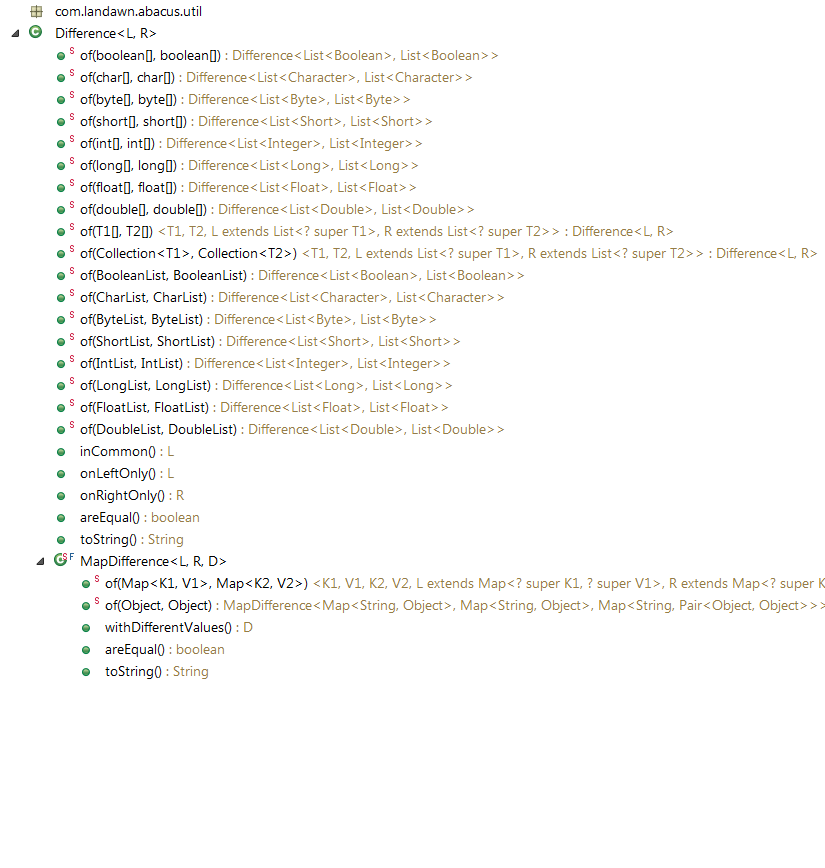 com.landawn.abacus.util
Difference<L, R>
S of(boolean[], boolean[]) : Difference<List<Boolean>, List<Boolean>>
S of(char[], char[]) : Difference<List<Character>, List<Character>>
S of(byte[], byte[]) : Difference<List<Byte>, List<Byte>>
S of(short[], short[]) : Difference<List<Short>, List<Short>>
S of(int[], int[]) : Difference<List<Integer>, List<Integer>>
S of(long[], long[]) : Difference<List<Long>, List<Long>>
S of(float[], float[]) : Difference<List<Float>, List<Float>>
S of(double[], double[]) : Difference<List<Double>, List<Double>>
S of(T1[], T2[]) <T1, T2, L extends List<? super T1>, R extends List<? super T2>> : Difference<L, R>
S of(Collection<T1>, Collection<T2>) <T1, T2, L extends List<? super T1>, R extends List<? super T2>> : Difference<L, R>
S of(BooleanList, BooleanList) : Difference<List<Boolean>, List<Boolean>>
S of(CharList, CharList) : Difference<List<Character>, List<Character>>
S of(ByteList, ByteList) : Difference<List<Byte>, List<Byte>>
S of(ShortList, ShortList) : Difference<List<Short>, List<Short>>
S of(IntList, IntList) : Difference<List<Integer>, List<Integer>>
S of(LongList, LongList) : Difference<List<Long>, List<Long>>
S of(FloatList, FloatList) : Difference<List<Float>, List<Float>>
S of(DoubleList, DoubleList) : Difference<List<Double>, List<Double>>
inCommon() : L
onLeftOnly() : L
onRightOnly() : R
areEqual() : boolean
toString() : String
S F MapDifference<L, R, D>
S of(Map<K1, V1>, Map<K2, V2>) <K1, V1, K2, V2, L extends Map<? super K1, ? super V1>, R extends Map<? super K
S of(Object, Object) : MapDifference<Map<String, Object>, Map<String, Object>, Map<String, Pair<Object, Object>>>
withDifferentValues() : D
areEqual() : boolean
toString() : String